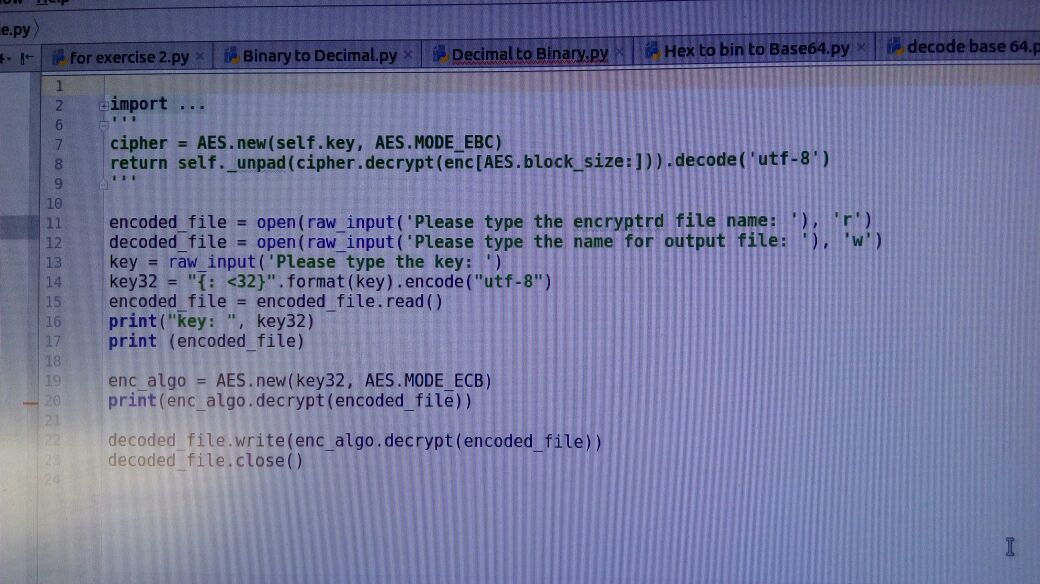 e.py
for exercise 2.py × Binary to Decimal.py × Decimal to Binary.py × Hex to bin to Base64.py × decode base 64.p
1
2 import ...
6 '''
7 cipher = AES.new(self.key, AES.MODE_EBC)
8 return self._unpad(cipher.decrypt(enc[AES.block_size:])).decode('utf-8')
9 '''
10
11 encoded_file = open(raw_input('Please type the encryptrd file name: '), 'r')
12 decoded_file = open(raw_input('Please type the name for output file: '), 'w')
13 key = raw_input('Please type the key: ')
14 key32 = "{: <32}".format(key).encode("utf-8")
15 encoded_file = encoded_file.read()
16 print("key: ", key32)
17 print (encoded_file)
18
19 enc_algo = AES.new(key32, AES.MODE_ECB)
20 print(enc_algo.decrypt(encoded_file))
21
22 decoded_file.write(enc_algo.decrypt(encoded_file))
23 decoded_file.close()
24